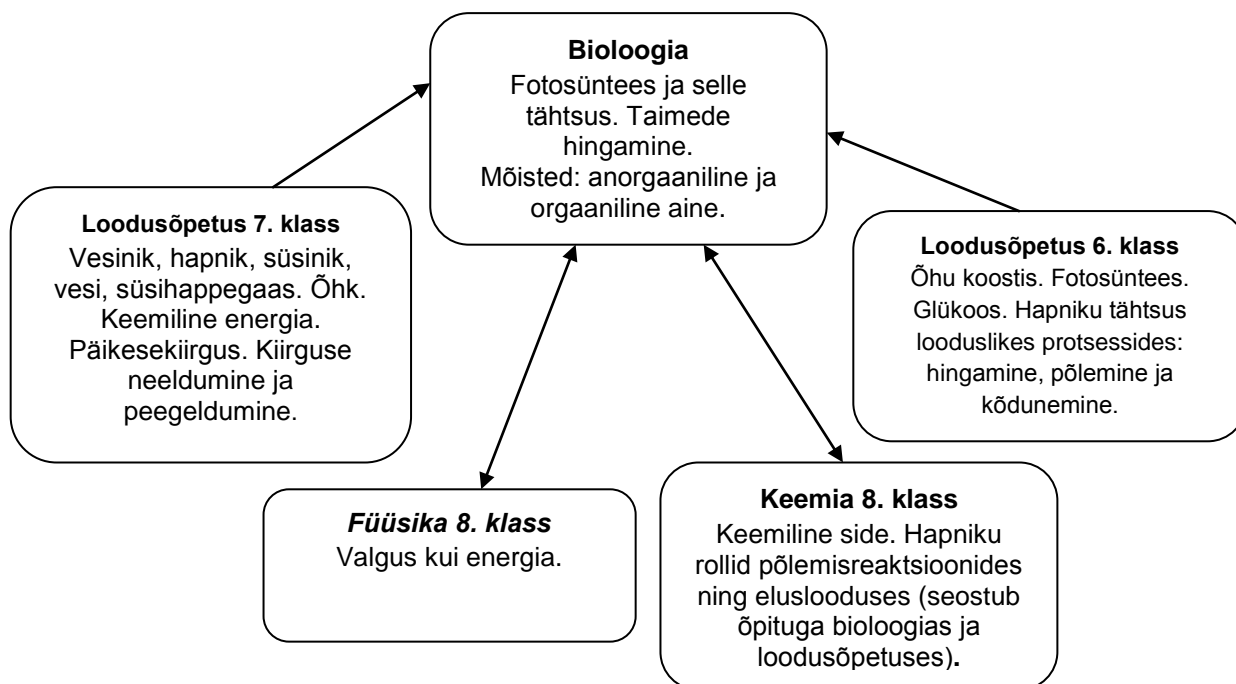 Bioloogia
Fotosüntees ja selle
tähtsus. Taimede
hingamine.
Mõisted: anorgaaniline ja
orgaaniline aine.
Loodusõpetus 7. klass
Vesinik, hapnik, süsinik,
vesi, süsihappegaas. Õhk.
Keemiline energia.
Päikesekiirgus. Kiirguse
neeldumine ja
peegeldumine.
Loodusõpetus 6. klass
Õhu koostis. Fotosüntees.
Glükoos. Hapniku tähtsus
looduslikes protsessides:
hingamine, põlemine ja
kõdunemine.
Füüsika 8. klass
Valgus kui energia.
Keemia 8. klass
Keemiline side. Hapniku
rollid põlemisreaktsioonides
ning eluslooduses (seostub
õpituga bioloogias ja
loodusõpetuses).